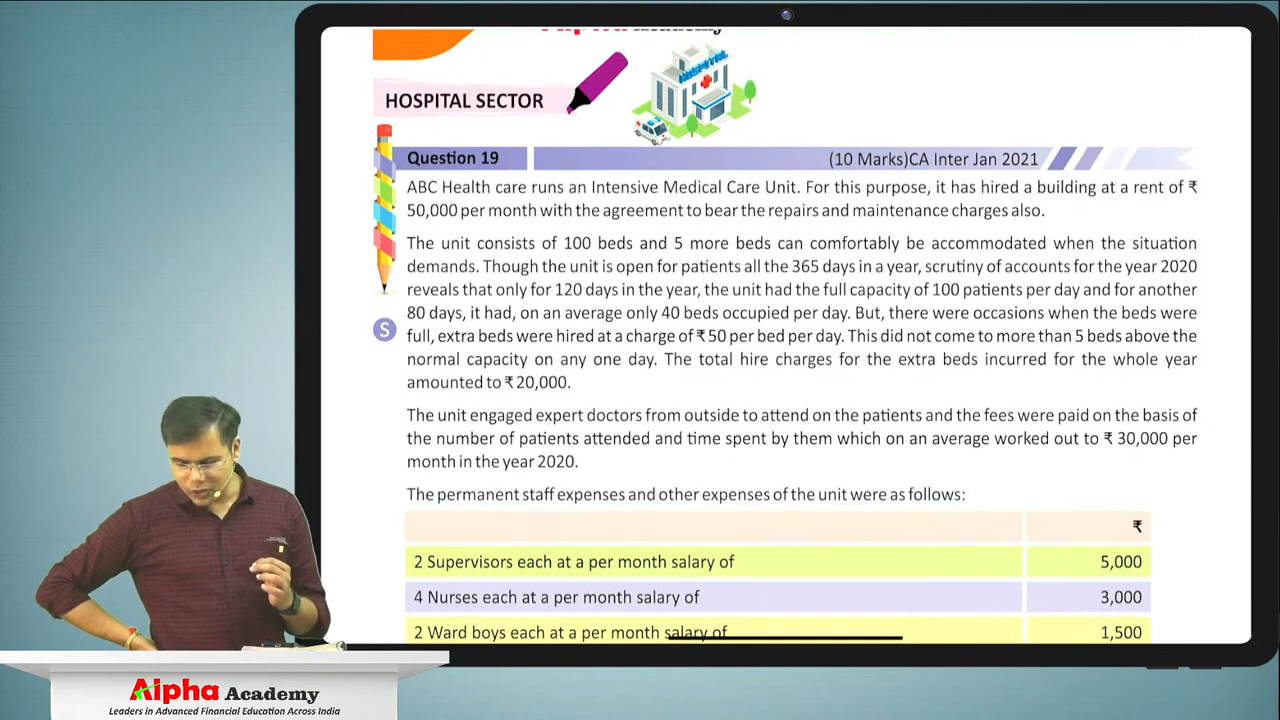 HOSPITAL
HOSPITAL SECTOR
Question 19
(10 Marks)CA Inter Jan 2021
ABC Health care runs an Intensive Medical Care Unit. For this purpose, it has hired a building at a rent of ₹
50,000 per month with the agreement to bear the repairs and maintenance charges also.
The unit consists of 100 beds and 5 more beds can comfortably be accommodated when the situation
demands. Though the unit is open for patients all the 365 days in a year, scrutiny of accounts for the year 2020
reveals that only for 120 days in the year, the unit had the full capacity of 100 patients per day and for another
80 days, it had, on an average only 40 beds occupied per day. But, there were occasions when the beds were
S
full, extra beds were hired at a charge of ₹ 50 per bed per day. This did not come to more than 5 beds above the
normal capacity on any one day. The total hire charges for the extra beds incurred for the whole year
amounted to ₹ 20,000.
The unit engaged expert doctors from outside to attend on the patients and the fees were paid on the basis of
the number of patients attended and time spent by them which on an average worked out to ₹ 30,000 per
month in the year 2020.
The permanent staff expenses and other expenses of the unit were as follows:
₹
2 Supervisors each at a per month salary of 5,000
4 Nurses each at a per month salary of 3,000
2 Ward boys each at a per month salary of 1,500
Alpha Academy
Leaders in Advanced Financial Education Across India